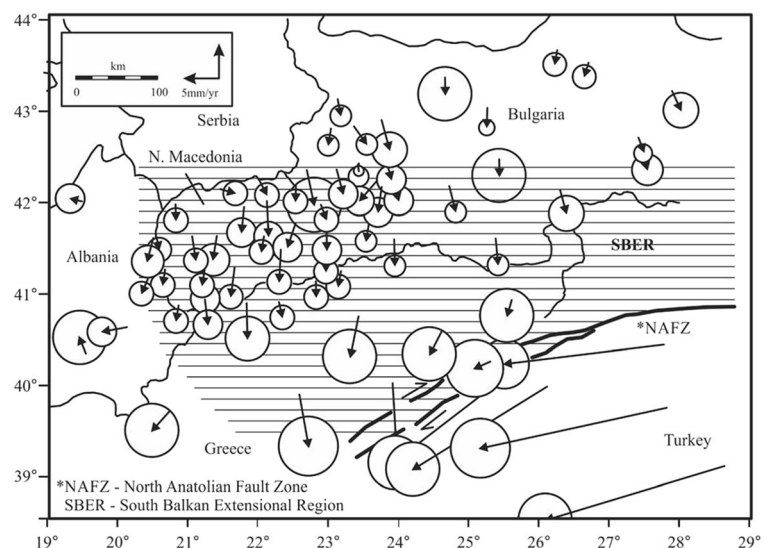 44°
43°
42°
41°
40°
39°
km
0 100
5mm/yr
Serbia
Bulgaria
N. Macedonia
Albania
SBER
*NAFZ
Greece
Turkey
*NAFZ - North Anatolian Fault Zone
SBER - South Balkan Extensional Region
19° 20° 21° 22° 23° 24° 25° 26° 27° 28° 29°